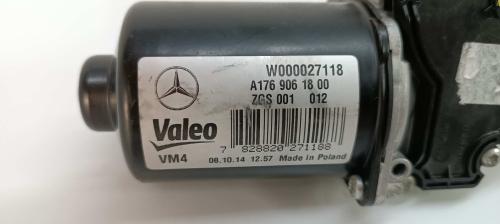 W000027118
A176 906 18 00
ZGS 001 012
Valeo
7 828820 271188
VM4 06.10.14 12.57 Made in Poland